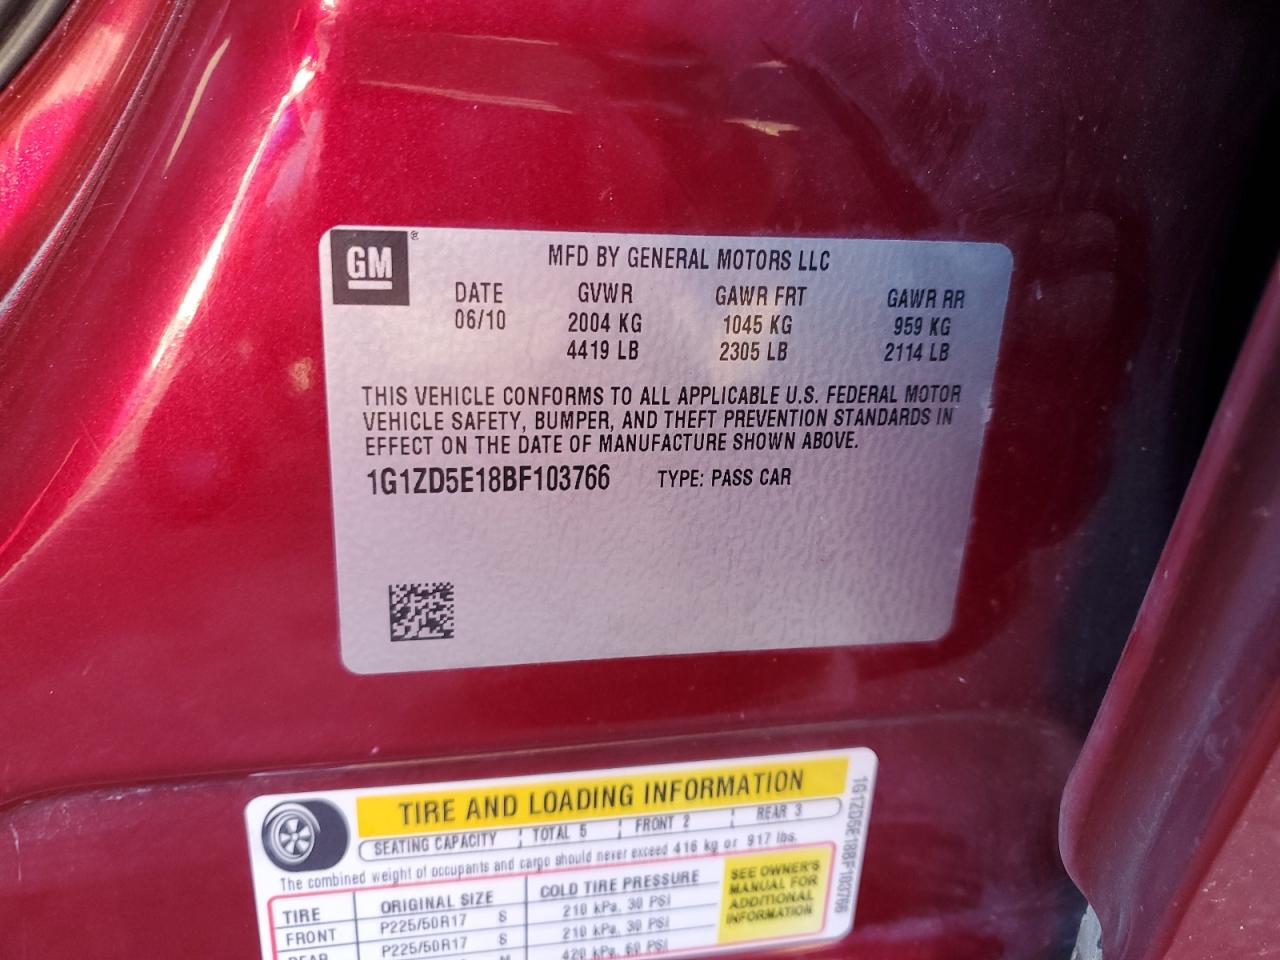 GM ®
MFD BY GENERAL MOTORS LLC
DATE GVWR GAWR FRT GAWR RR
06/10 2004 KG 1045 KG 959 KG
4419 LB 2305 LB 2114 LB
THIS VEHICLE CONFORMS TO ALL APPLICABLE U.S. FEDERAL MOTOR
VEHICLE SAFETY, BUMPER, AND THEFT PREVENTION STANDARDS IN
EFFECT ON THE DATE OF MANUFACTURE SHOWN ABOVE.
1G1ZD5E18BF103766 TYPE: PASS CAR
TIRE AND LOADING INFORMATION
SEATING CAPACITY TOTAL 5 FRONT 2 REAR 3
The combined weight of occupants and cargo should never exceed 416 kg or 917 lbs.
TIRE ORIGINAL SIZE COLD TIRE PRESSURE
FRONT P225/50R17 S 210 kPa, 30 PSI
REAR P225/50R17 S 210 kPa, 30 PSI
420 kPa, 60 PSI
SEE OWNER'S
MANUAL FOR
ADDITIONAL
INFORMATION
1G1ZD5E18BF103766